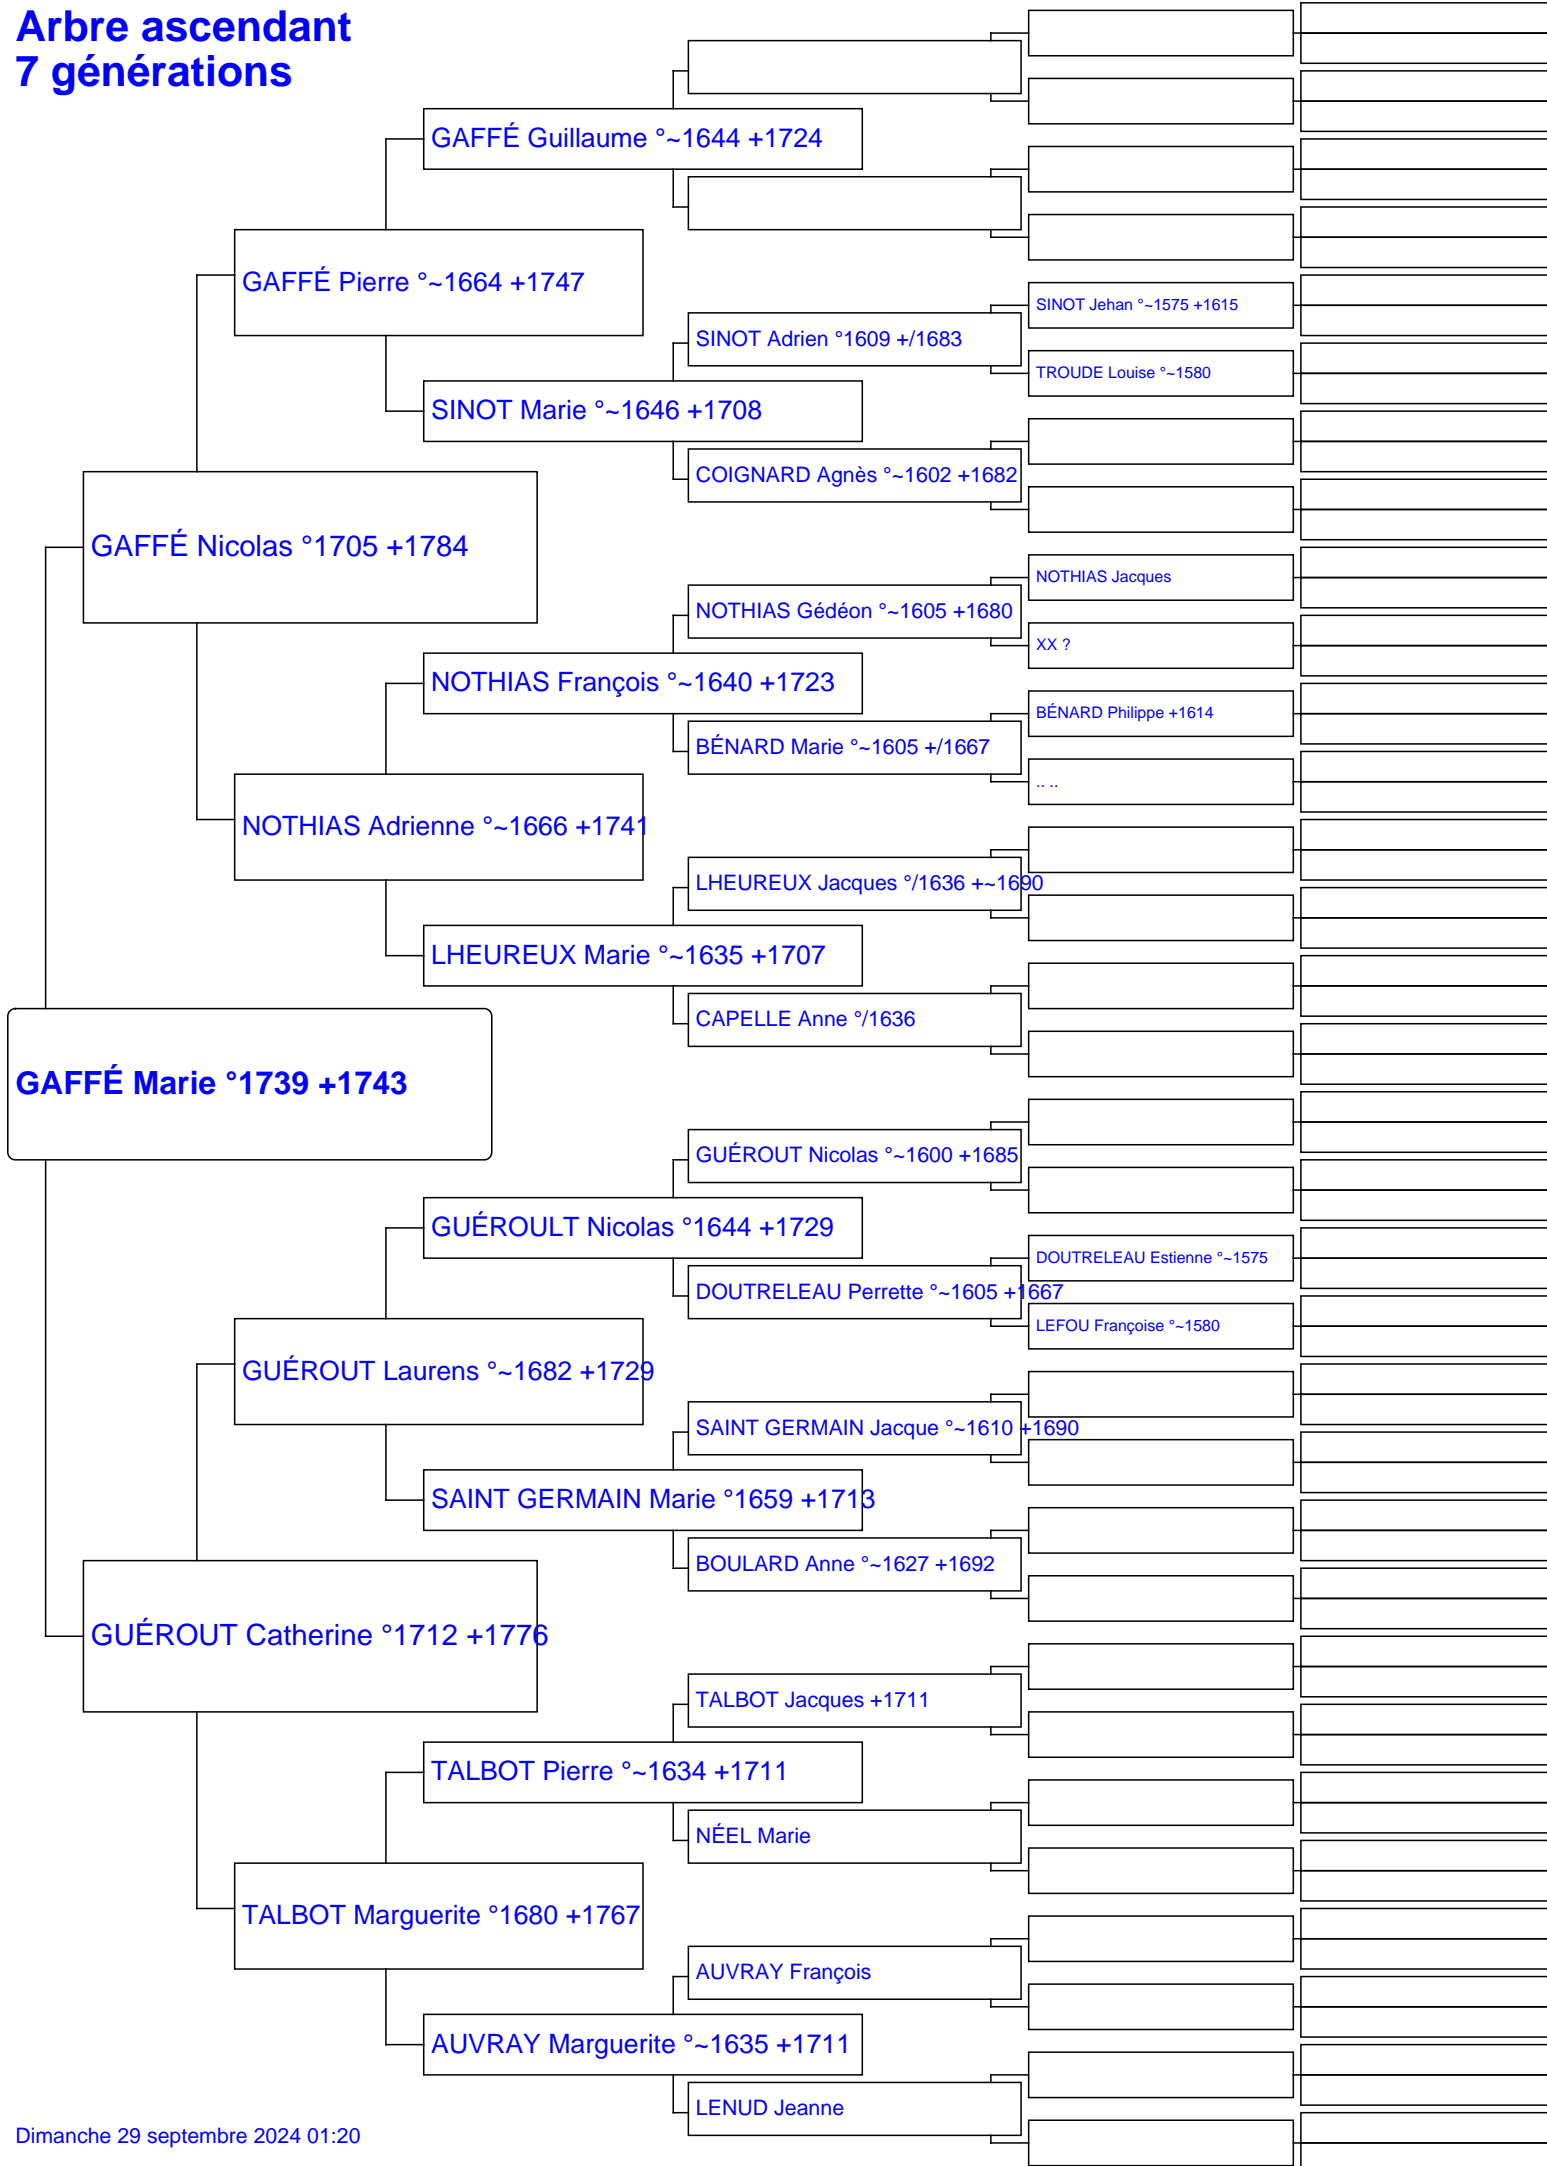 Arbre ascendant
7 générations
GAFFÉ Guillaume °~1644 +1724
GAFFÉ Pierre °~1664 +1747
SINOT Jehan °~1575 +1615
SINOT Adrien °1609 +/1683
TROUDE Louise °~1580
SINOT Marie °~1646 +1708
COIGNARD Agnès °~1602 +1682
GAFFÉ Nicolas °1705 +1784
NOTHIAS Jacques
NOTHIAS Gédéon °~1605 +1680
XX ?
NOTHIAS François °~1640 +1723
BÉNARD Philippe +1614
BÉNARD Marie °~1605 +/1667
.. ..
NOTHIAS Adrienne °~1666 +1741
LHEUREUX Jacques °/1636 +~1690
LHEUREUX Marie °~1635 +1707
CAPELLE Anne °/1636
GAFFÉ Marie °1739 +1743
GUÉROUT Nicolas °~1600 +1685
GUÉROULT Nicolas °1644 +1729
DOUTRELEAU Estienne °~1575
DOUTRELEAU Perrette °~1605 +1667
LEFOU Françoise °~1580
GUÉROUT Laurens °~1682 +1729
SAINT GERMAIN Jacque °~1610 +1690
SAINT GERMAIN Marie °1659 +1713
BOULARD Anne °~1627 +1692
GUÉROUT Catherine °1712 +1776
TALBOT Jacques +1711
TALBOT Pierre °~1634 +1711
NÉEL Marie
TALBOT Marguerite °1680 +1767
AUVRAY François
AUVRAY Marguerite °~1635 +1711
LENUD Jeanne
Dimanche 29 septembre 2024 01:20